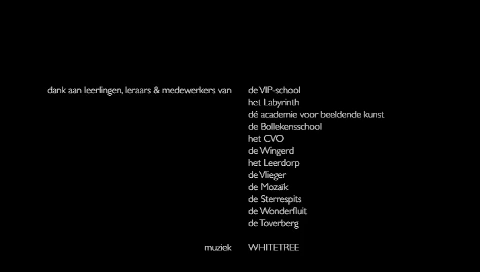 dank aan leerlingen, leraars & medewerkers van de VIP-school
het Labyrinth
dé academie voor beeldende kunst
de Bollekensschool
het CVO
de Wingerd
het Leerdorp
de Vlieger
de Mozaïk
de Sterrespits
de Wonderfluit
de Toverberg
muziek WHITETREE